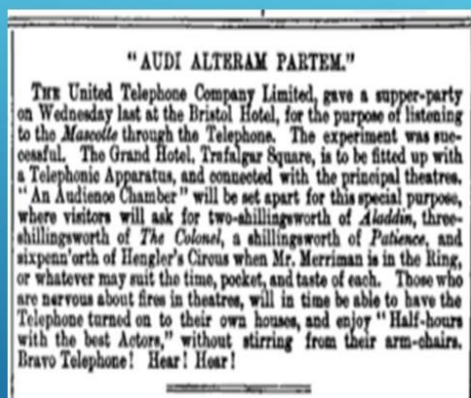 "AUDI ALTERAM PARTEM."
THE United Telephone Company Limited, gave a supper-party
on Wednesday last at the Bristol Hotel, for the purpose of listening
to the Mascotte through the Telephone. The experiment was suc-
cessful. The Grand Hotel, Trafalgar Square, is to be fitted up with
a Telephonic Apparatus, and connected with the principal theatres.
"An Audience Chamber" will be set apart for this special purpose,
where visitors will ask for two-shillingsworth of Aladdin, three-
shillingsworth of The Colonel, a shillingsworth of Patience, and
sixpenn'orth of Hengler's Circus when Mr. Merriman is in the Ring,
or whatever may suit the time, pocket, and taste of each. Those who
are nervous about fires in theatres, will in time be able to have the
Telephone turned on to their own houses, and enjoy "Half-hours
with the best Actors," without stirring from their arm-chairs.
Bravo Telephone! Hear! Hear!